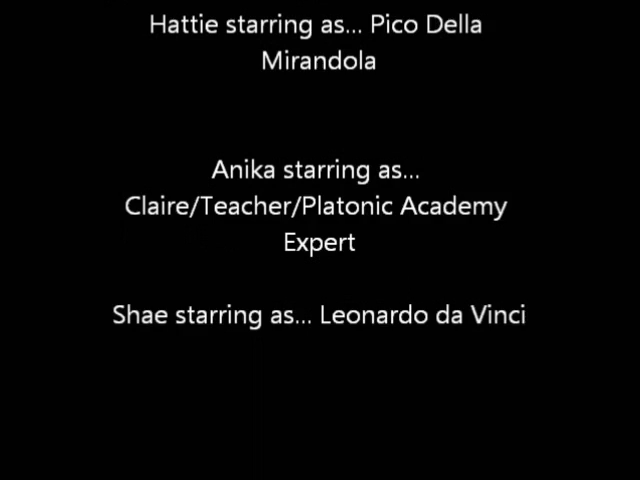 Hattie starring as... Pico Della
Mirandola
Anika starring as...
Claire/Teacher/Platonic Academy
Expert
Shae starring as... Leonardo da Vinci